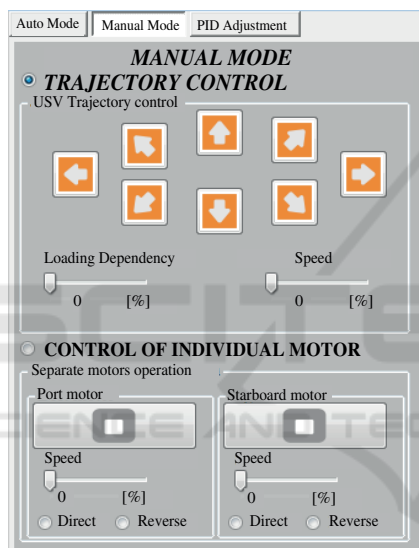 Auto Mode Manual Mode PID Adjustment
MANUAL MODE
TRAJECTORY CONTROL
USV Trajectory control
Loading Dependency Speed
0 [%] 0 [%]
CONTROL OF INDIVIDUAL MOTOR
Separate motors operation
Port motor Starboard motor
Speed Speed
0 [%] 0 [%]
Direct Reverse Direct Reverse